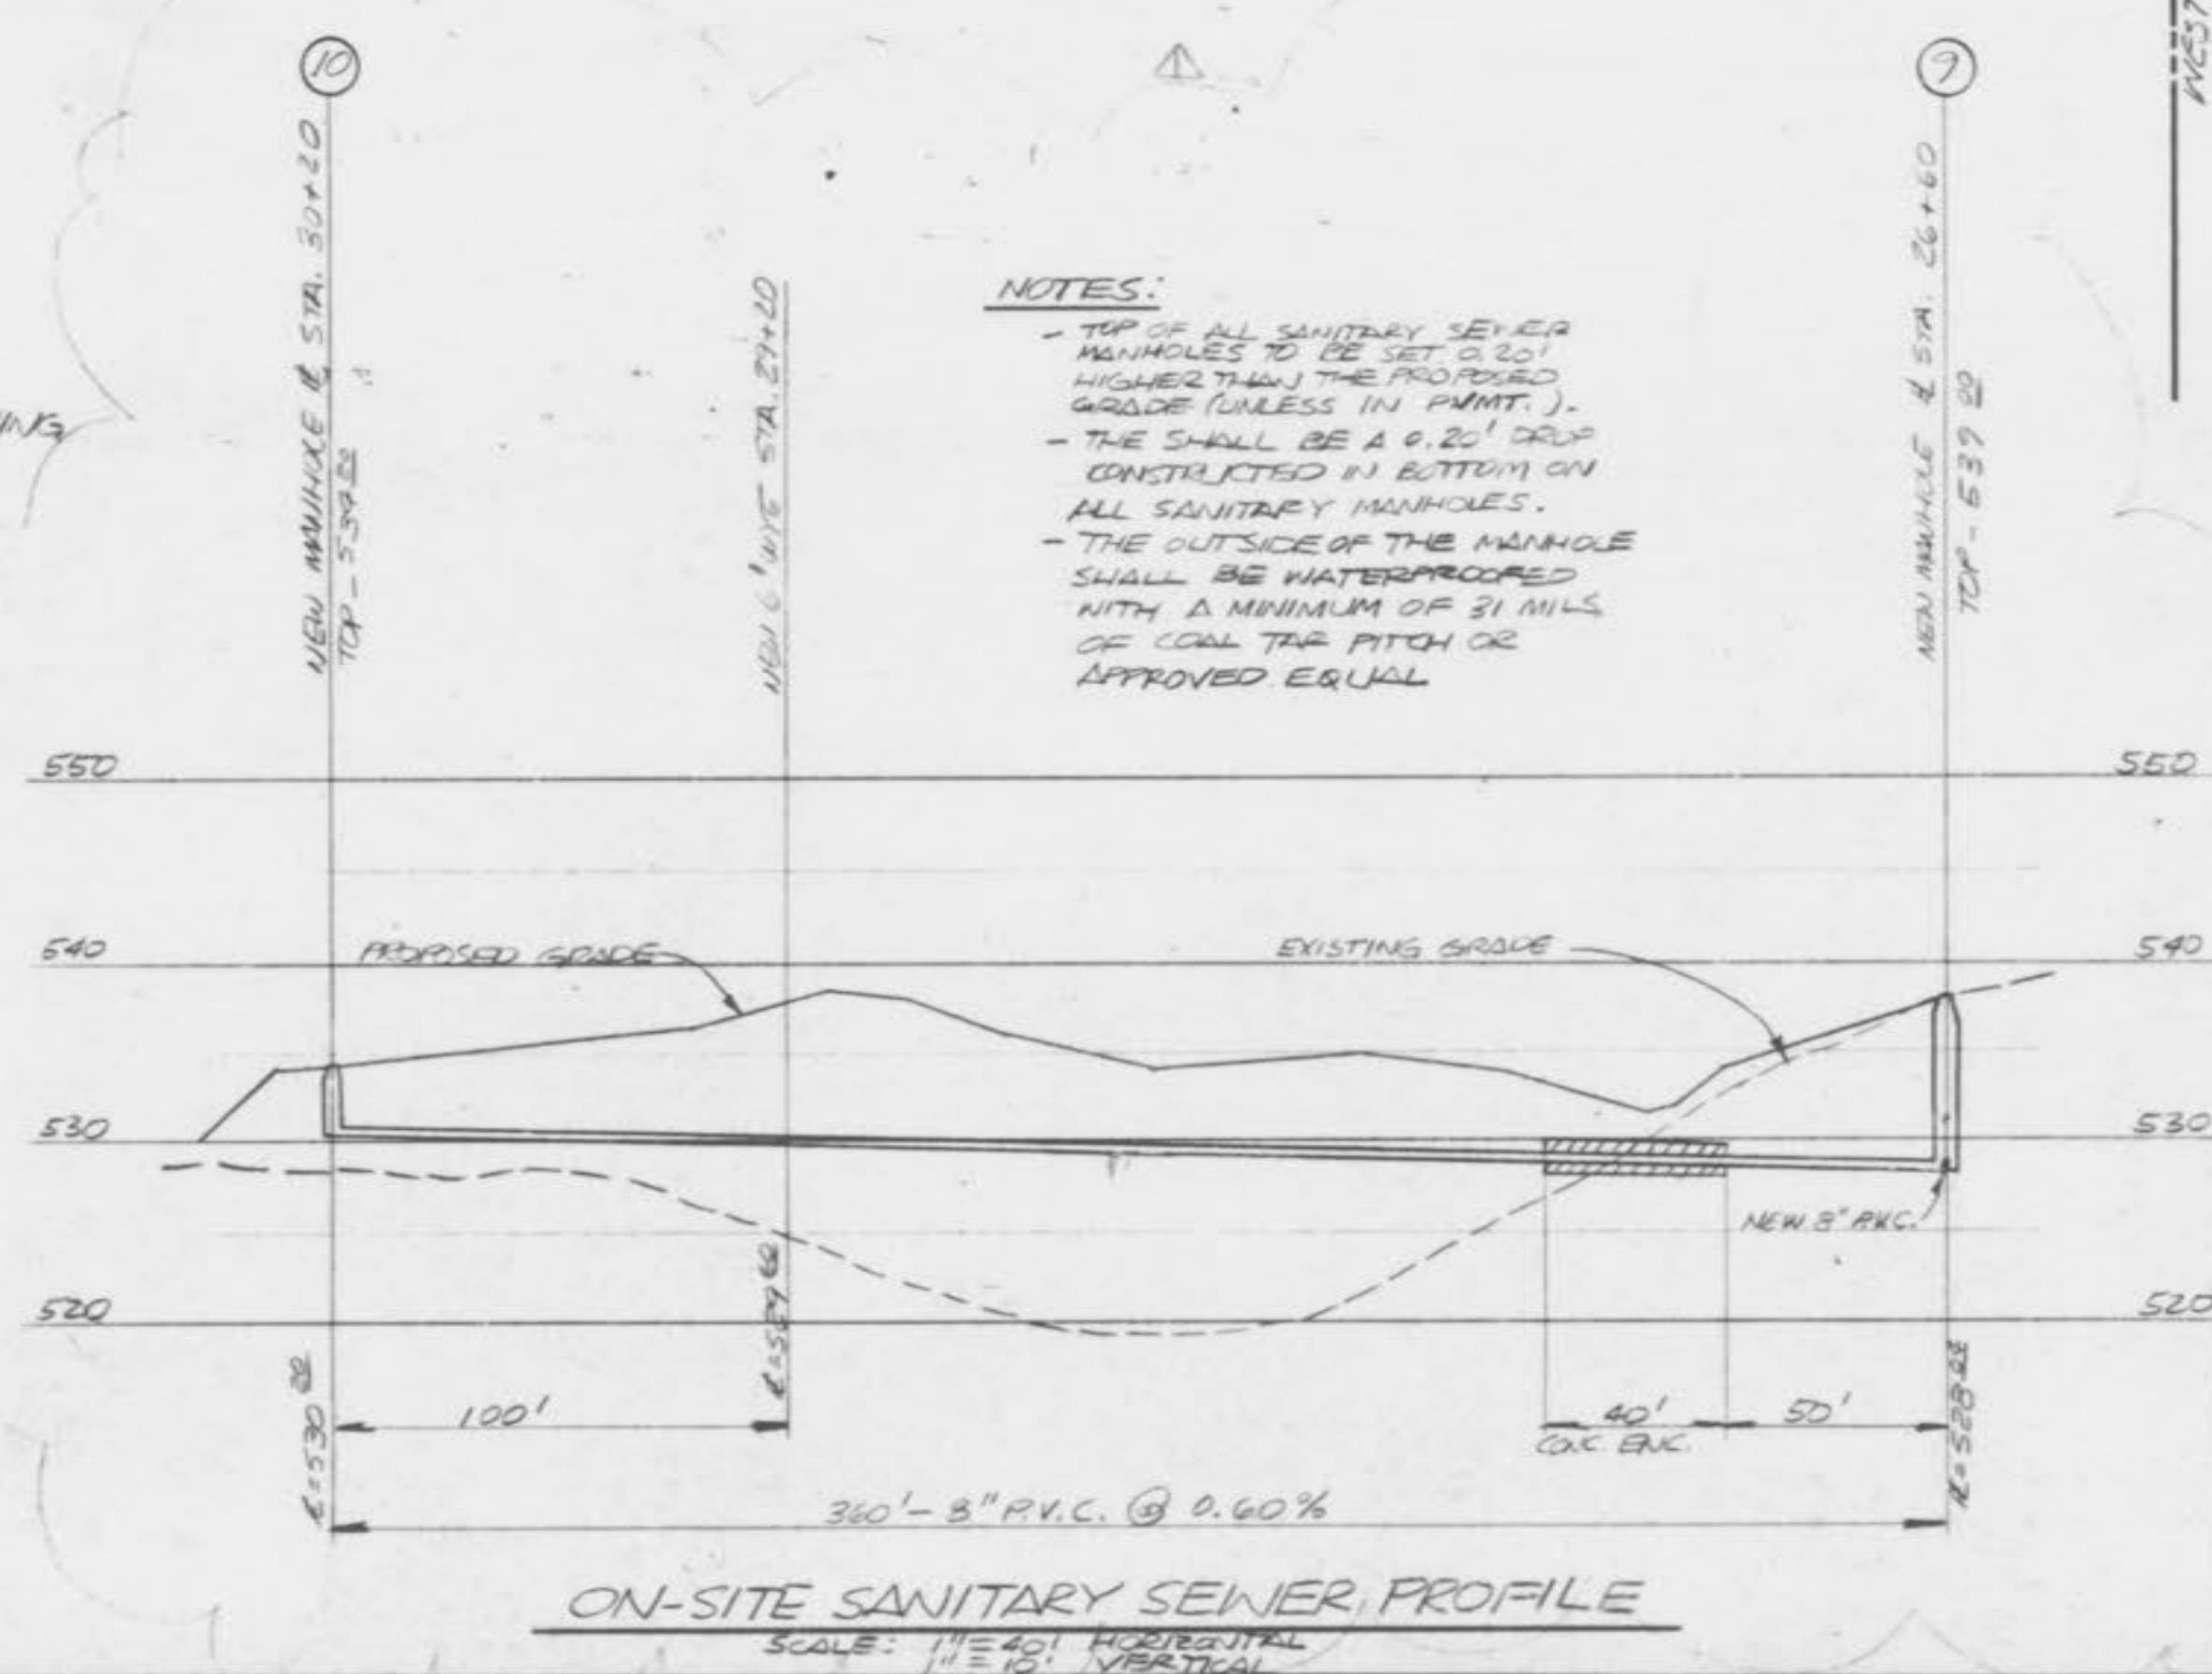 10
9
WEST
ING
NEW MANHOLE ℄ STA. 30+20
TOP - 534
NEW 6" WYE STA. 29+20
NEW MANHOLE ℄ STA. 26+60
TOP - 539 00
NOTES:
- TOP OF ALL SANITARY SEWER
MANHOLES TO BE SET 0.20'
HIGHER THAN THE PROPOSED
GRADE (UNLESS IN PVMT.).
- THE SHALL BE A 0.20' DROP
CONSTRUCTED IN BOTTOM ON
ALL SANITARY MANHOLES.
- THE OUTSIDE OF THE MANHOLE
SHALL BE WATERPROOFED
WITH A MINIMUM OF 31 MILS
OF COAL TAR PITCH OR
APPROVED EQUAL
550
550
540
PROPOSED GRADE
EXISTING GRADE
540
530
530
NEW 8" P.V.C.
520
520
℄=530
℄=529
℄=528
100'
40'
CONC. ENC.
50'
360' - 8" P.V.C. @ 0.60%
ON-SITE SANITARY SEWER PROFILE
SCALE: 1"=40' HORIZONTAL
1"=10' VERTICAL